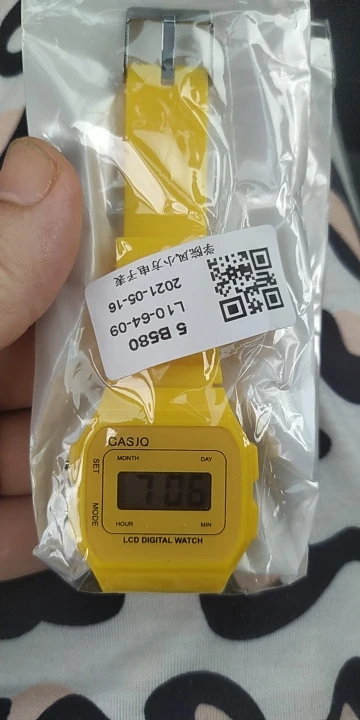 5 B580
L10-64-09
2021-05-16
学院风小方电子表
CASJO
MONTH DAY
SET
7 06
MODE
HOUR MIN
LCD DIGITAL WATCH